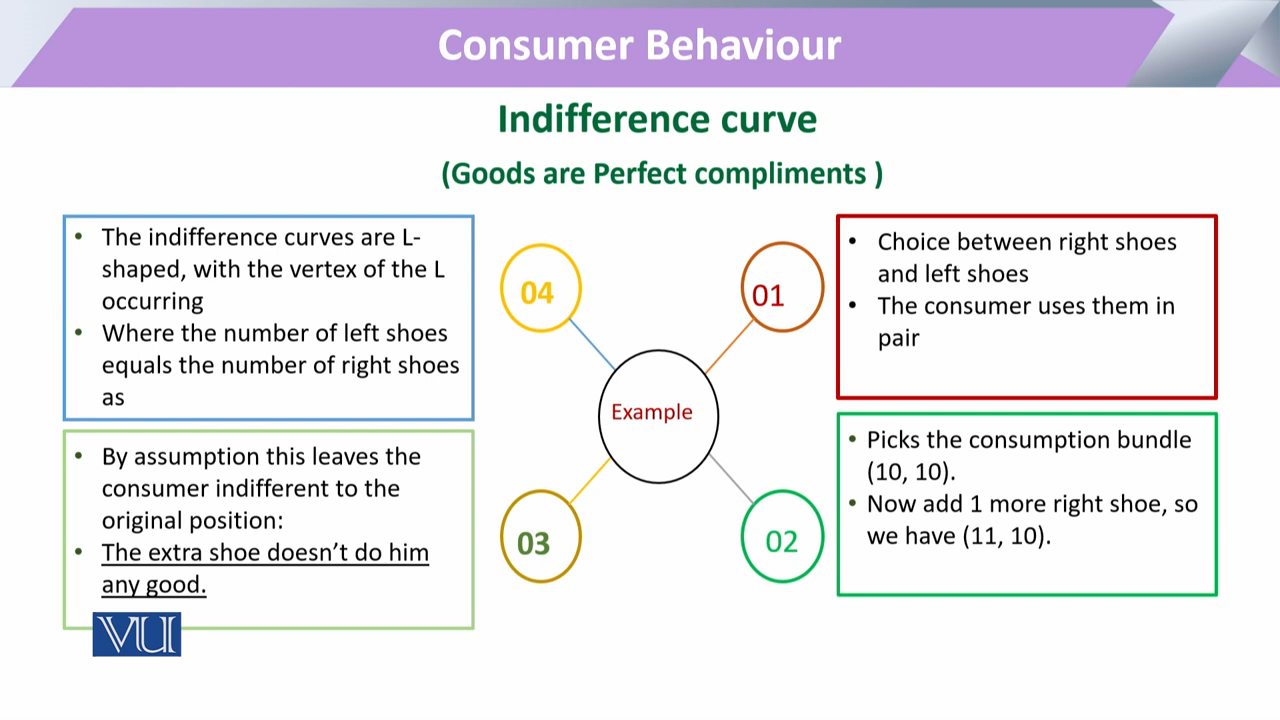 Consumer Behaviour
Indifference curve
(Goods are Perfect compliments )
• The indifference curves are L-
shaped, with the vertex of the L
occurring
• Where the number of left shoes
equals the number of right shoes
as
• By assumption this leaves the
consumer indifferent to the
original position:
• The extra shoe doesn’t do him
any good.
04
01
Example
03
02
• Choice between right shoes
and left shoes
• The consumer uses them in
pair
• Picks the consumption bundle
(10, 10).
• Now add 1 more right shoe, so
we have (11, 10).
VU